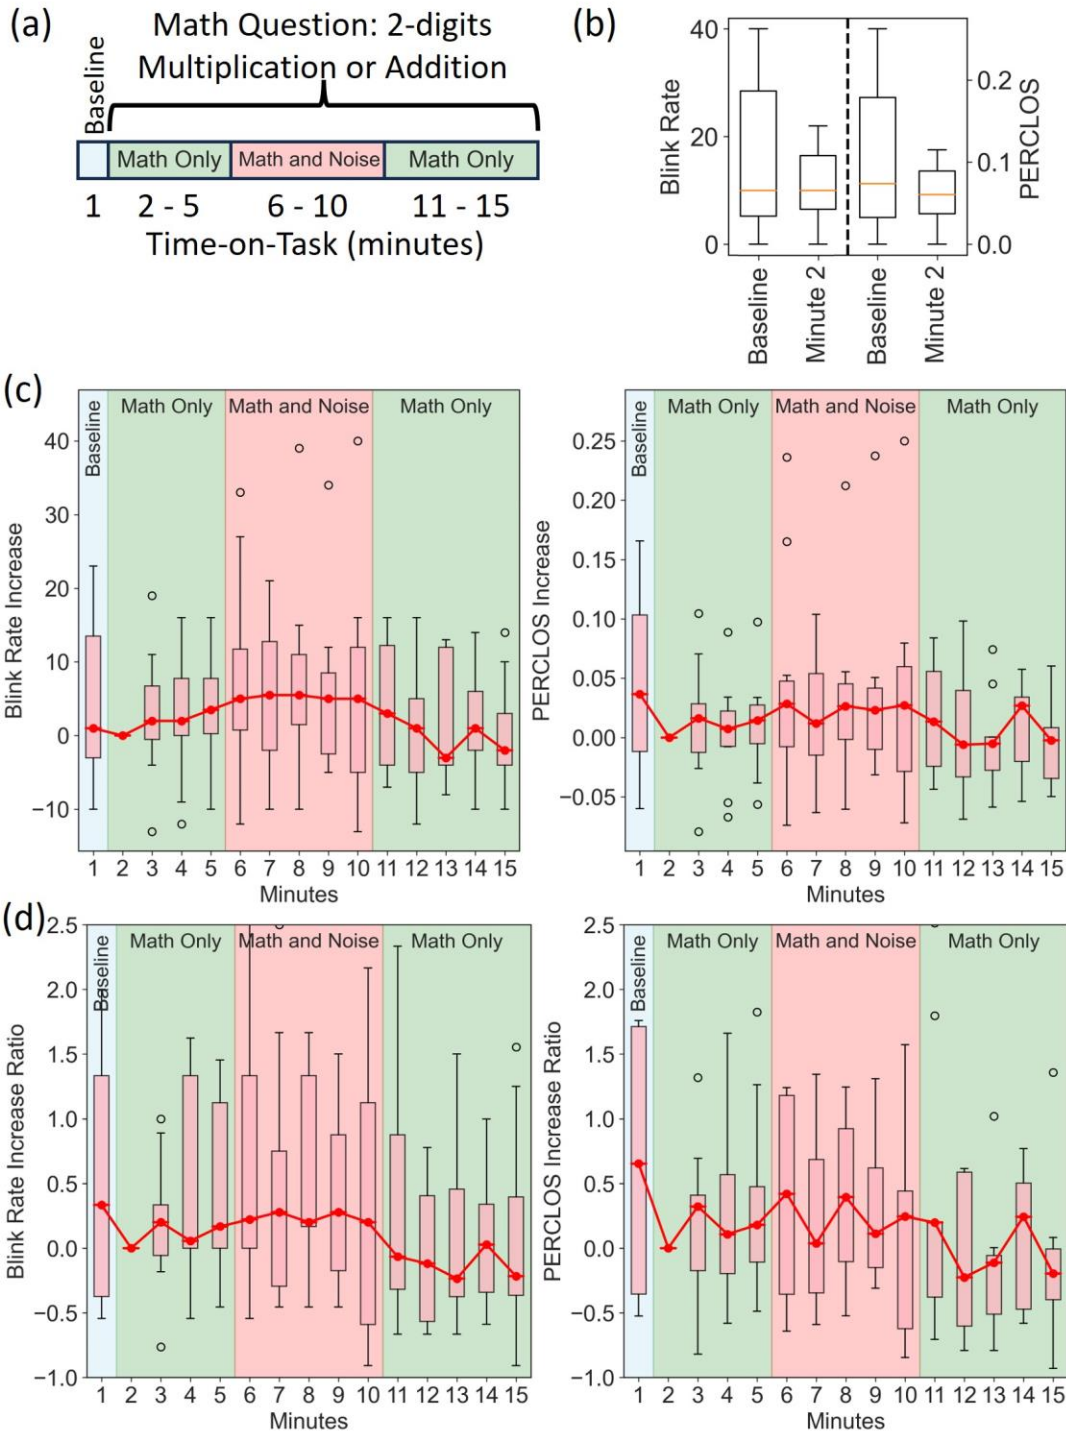 (a)
Math Question: 2-digits
Multiplication or Addition
Baseline
Math Only Math and Noise Math Only
1 2 - 5 6 - 10 11 - 15
Time-on-Task (minutes)
(b)
Blink Rate
40
20
0
PERCLOS
0.2
0.1
0.0
Baseline
Minute 2
Baseline
Minute 2
(c)
Baseline
Math Only Math and Noise Math Only
Blink Rate Increase
40
30
20
10
0
−10
1 2 3 4 5 6 7 8 9 10 11 12 13 14 15
Minutes
Baseline
Math Only Math and Noise Math Only
PERCLOS Increase
0.25
0.20
0.15
0.10
0.05
0.00
−0.05
1 2 3 4 5 6 7 8 9 10 11 12 13 14 15
Minutes
(d)
Baseline
Math Only Math and Noise Math Only
Blink Rate Increase Ratio
2.5
2.0
1.5
1.0
0.5
0.0
−0.5
−1.0
1 2 3 4 5 6 7 8 9 10 11 12 13 14 15
Minutes
Baseline
Math Only Math and Noise Math Only
PERCLOS Increase Ratio
2.5
2.0
1.5
1.0
0.5
0.0
−0.5
−1.0
1 2 3 4 5 6 7 8 9 10 11 12 13 14 15
Minutes